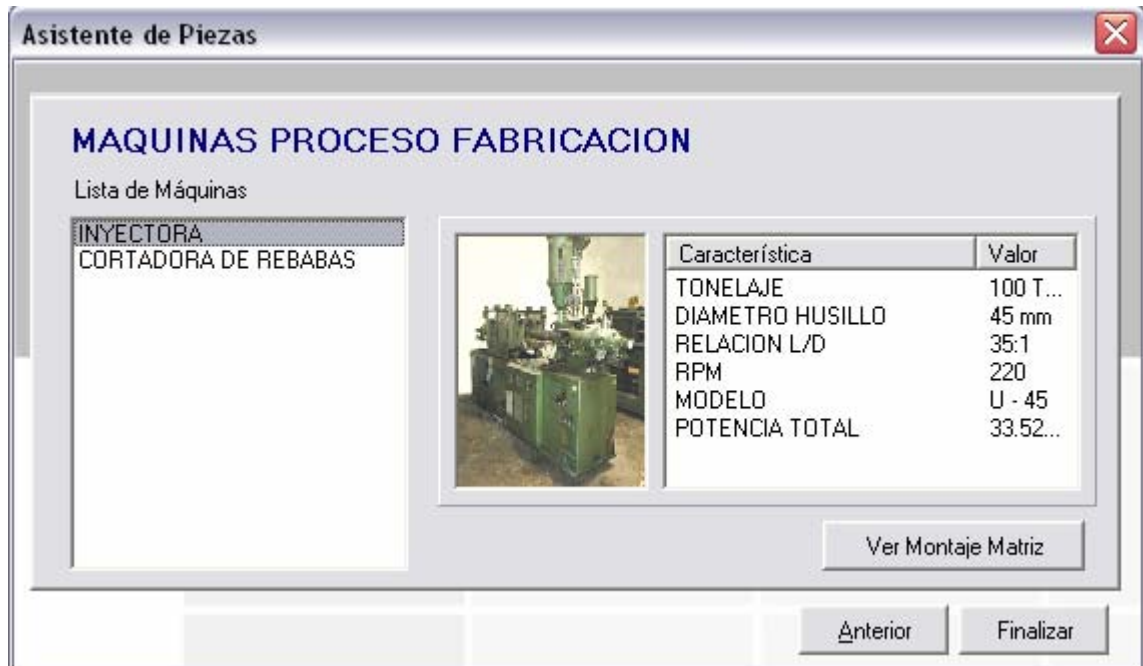 Asistente de Piezas
MAQUINAS PROCESO FABRICACION
Lista de Máquinas
INYECTORA
CORTADORA DE REBABAS
Característica Valor
TONELAJE 100 T...
DIAMETRO HUSILLO 45 mm
RELACION L/D 35:1
RPM 220
MODELO U - 45
POTENCIA TOTAL 33.52...
Ver Montaje Matriz
Anterior Finalizar